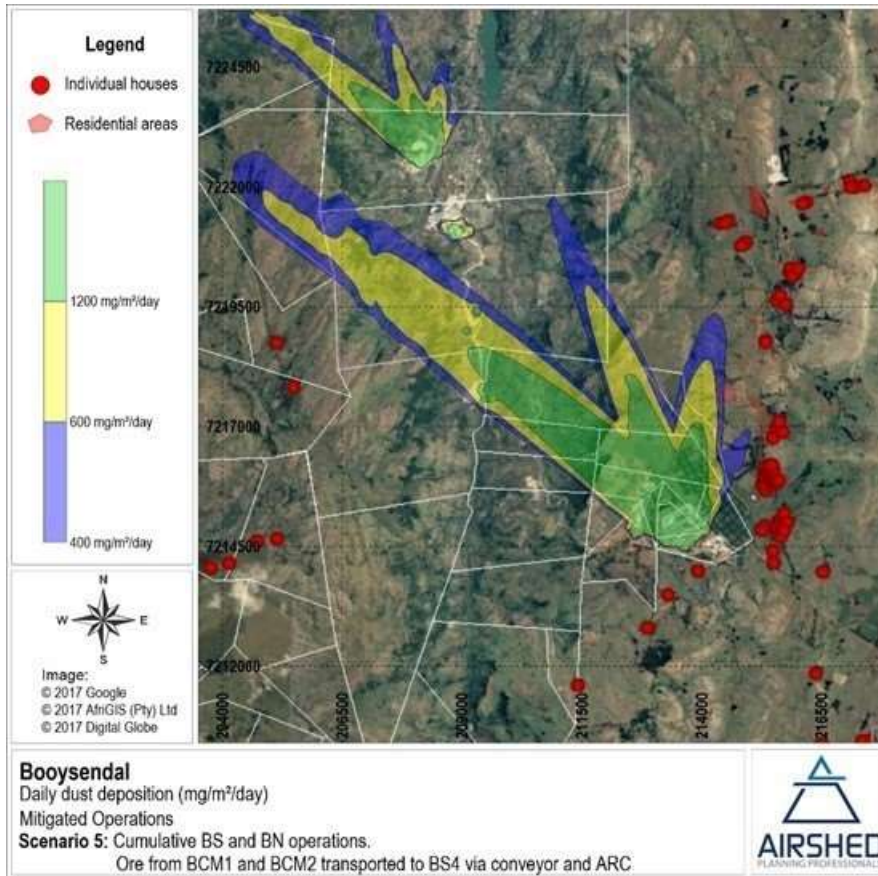 Legend
Individual houses
Residential areas
1200 mg/m²/day
600 mg/m²/day
400 mg/m²/day
N
W E
S
Image:
© 2017 Google
© 2017 AfriGIS (Pty) Ltd
© 2017 Digital Globe
7224500
7222000
7219500
7217000
7214500
7212000
204000
206500
209000
211500
214000
216500
Booysendal
Daily dust deposition (mg/m²/day)
Mitigated Operations
Scenario 5: Cumulative BS and BN operations.
Ore from BCM1 and BCM2 transported to BS4 via conveyor and ARC
AIRSHED
PLANNING PROFESSIONALS